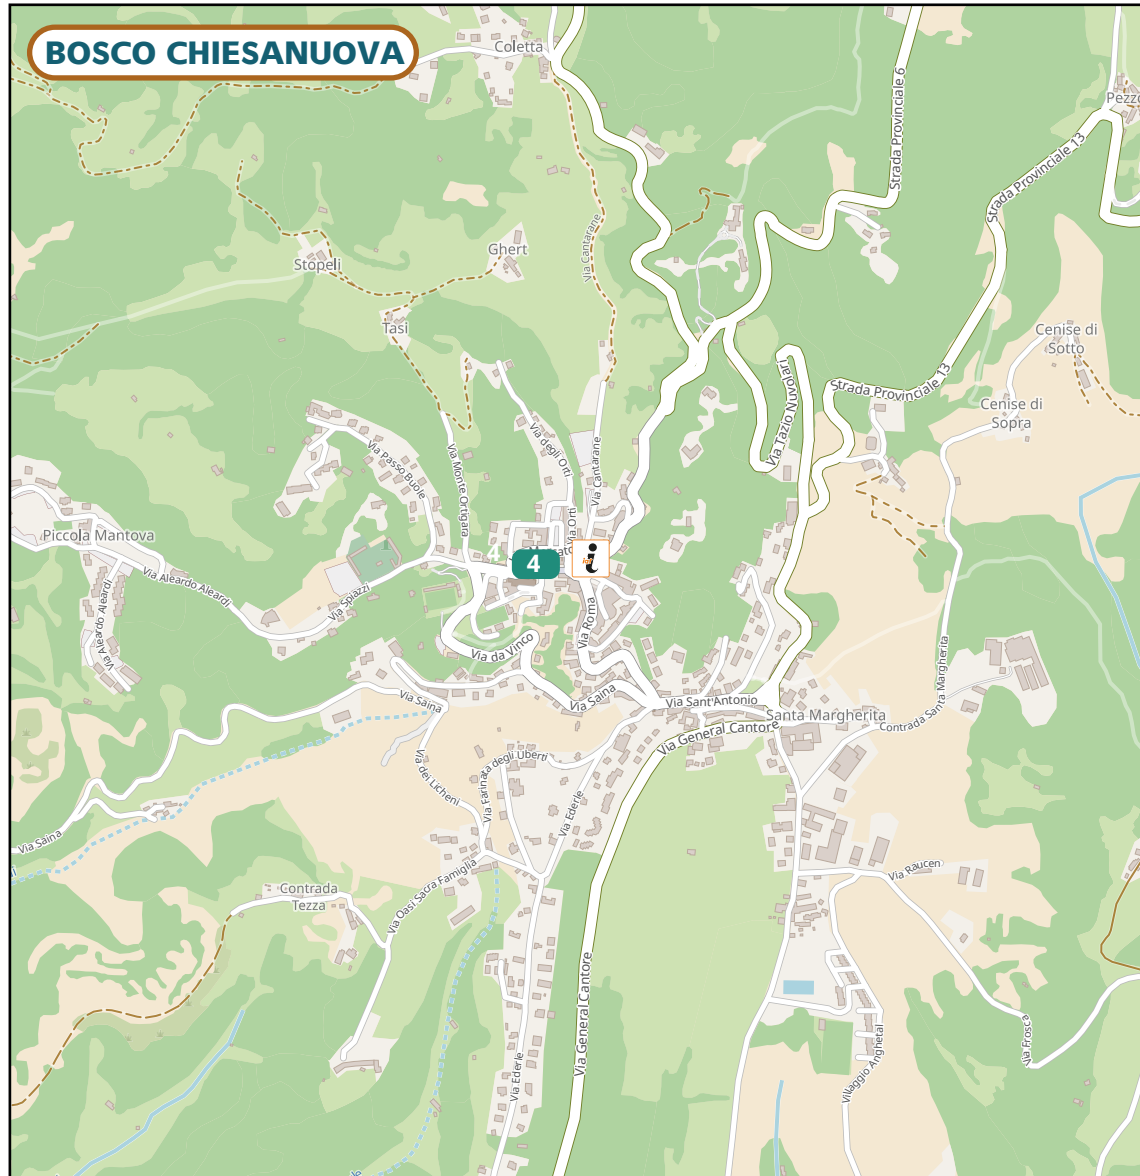 BOSCO CHIESANUOVA
Coletta
Strada Provinciale 6
Pezzo
Strada Provinciale 13
Via Cantarane
Ghert
Stopeli
Tasi
Cenise di
Sotto
Via Tazio Nuvolari
Strada Provinciale 13
Cenise di
Sopra
Via Passo Buole
Via Monte Ortigara
Via degli Orti
Via Cantarane
Via Orti
Piccola Mantova
4
4
i
Via Aleardo Aleardi
Via Aleardo Aleardi
Via Spiazzi
Via Roma
Via da Vinco
Via Saina
Via Saina
Via Sant'Antonio
Santa Margherita
Via General Cantore
Contrada Santa Margherita
Via dei Licheni
Via Farinata degli Uberti
Via Ederle
Via Saina
Via Oasi Sacra Famiglia
Contrada
Tezza
Via Raucen
Via General Cantore
Via Ederle
Via Frosca
Villaggio Anghetai